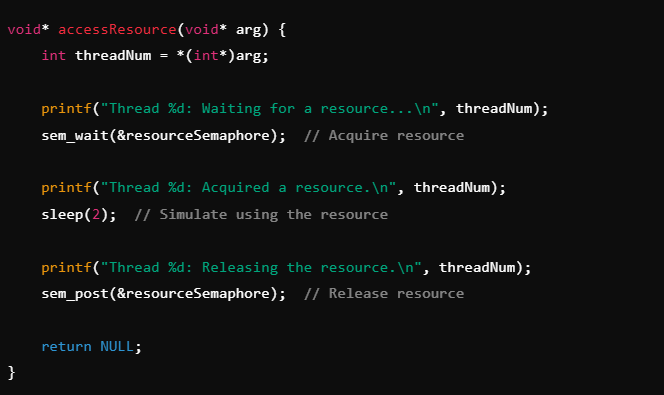 void* accessResource(void* arg) {
    int threadNum = *(int*)arg;

    printf("Thread %d: Waiting for a resource...\n", threadNum);
    sem_wait(&resourceSemaphore);  // Acquire resource

    printf("Thread %d: Acquired a resource.\n", threadNum);
    sleep(2);  // Simulate using the resource

    printf("Thread %d: Releasing the resource.\n", threadNum);
    sem_post(&resourceSemaphore);  // Release resource

    return NULL;
}